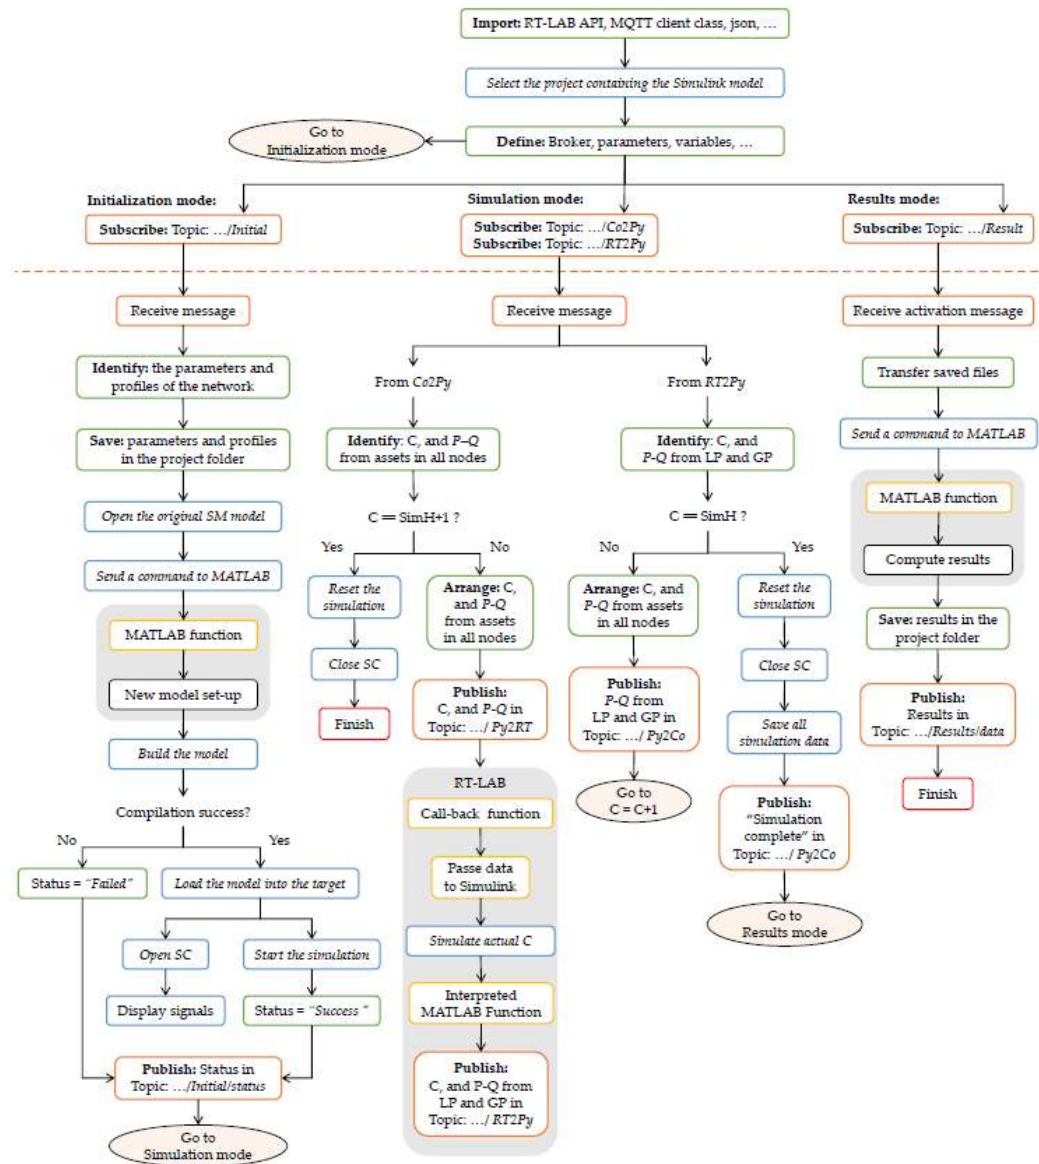 Import: RT-LAB API, MQTT client class, json, …
Select the project containing the Simulink model
Go to
Initialization mode
Define: Broker, parameters, variables, …
Initialization mode:
Subscribe: Topic: …/Initial
Simulation mode:
Subscribe: Topic: …/Co2Py
Subscribe: Topic: …/RT2Py
Results mode:
Subscribe: Topic: …/Result
Receive message
Identify: the parameters and
profiles of the network
Save: parameters and profiles
in the project folder
Open the original SM model
Send a command to MATLAB
MATLAB function
New model set-up
Build the model
Compilation success?
No
Yes
Status = "Failed"
Load the model into the target
Open SC
Start the simulation
Display signals
Status = "Success "
Publish: Status in
Topic: …/Initial/status
Go to
Simulation mode
Receive message
From Co2Py
Identify: C, and P–Q
from assets in all nodes
C == SimH+1 ?
Yes
No
Reset the
simulation
Close SC
Finish
Arrange: C,
and P-Q
from assets
in all nodes
Publish:
C, and P-Q in
Topic: …/ Py2RT
RT-LAB
Call-back function
Passe data
to Simulink
Simulate actual C
Interpreted
MATLAB Function
Publish:
C, and P-Q from
LP and GP in
Topic: …/ RT2Py
From RT2Py
Identify: C, and
P-Q from LP and GP
C == SimH ?
No
Yes
Arrange: C, and
P-Q from assets
in all nodes
Publish:
P-Q from
LP and GP in
Topic: …/ Py2Co
Go to
C = C+1
Reset the
simulation
Close SC
Save all
simulation data
Publish:
"Simulation
complete" in
Topic: …/ Py2Co
Go to
Results mode
Receive activation message
Transfer saved files
Send a command to MATLAB
MATLAB function
Compute results
Save: results in the
project folder
Publish:
Results in
Topic: …/Results/data
Finish